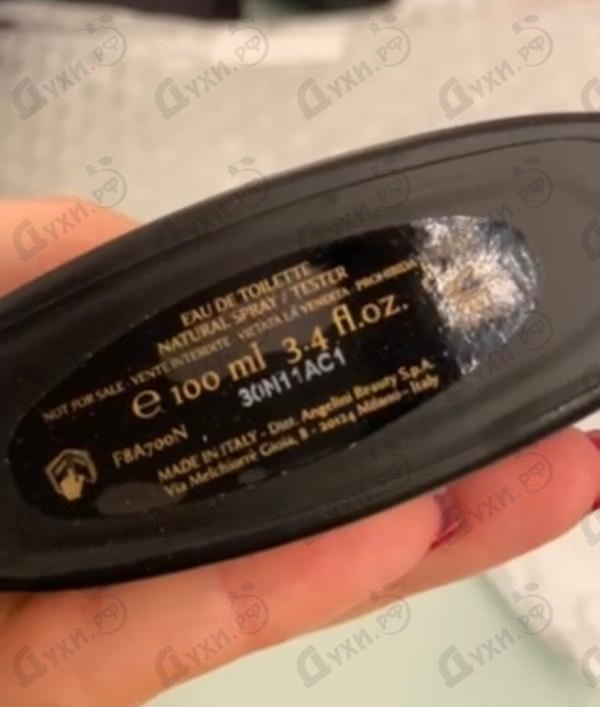 EAU DE TOILETTE
NATURAL SPRAY / TESTER
NOT FOR SALE - VENTE INTERDITE - VIETATA LA VENDITA - PROHIBIDA
e 100 ml 3.4 fl.oz.
30N11AC1
F8A700N
MADE IN ITALY - Dist. Angelini Beauty S.p.A.
Via Melchiorre Gioia, 8 - 20124 Milano - Italy
Духи.рф